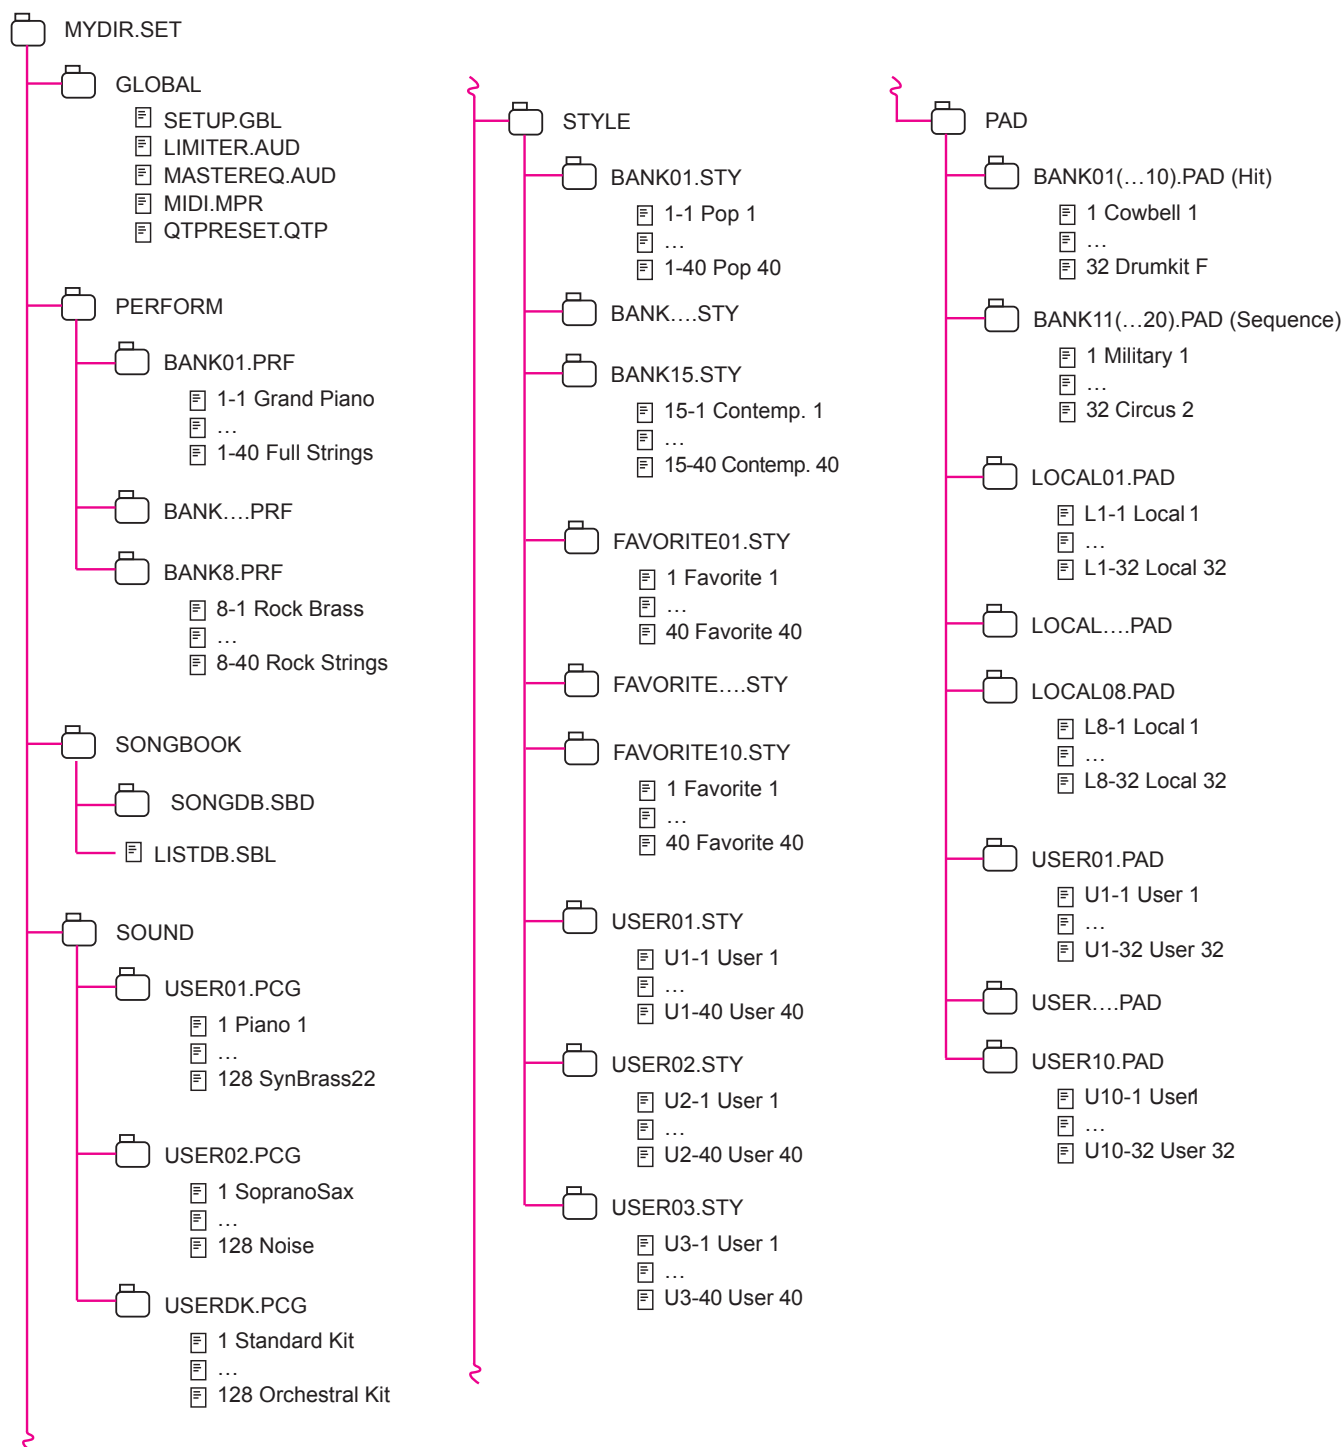 MYDIR.SET
GLOBAL
SETUP.GBL
LIMITER.AUD
MASTEREQ.AUD
MIDI.MPR
QTPRESET.QTP
PERFORM
BANK01.PRF
1-1 Grand Piano
…
1-40 Full Strings
BANK….PRF
BANK8.PRF
8-1 Rock Brass
…
8-40 Rock Strings
SONGBOOK
SONGDB.SBD
LISTDB.SBL
SOUND
USER01.PCG
1 Piano 1
…
128 SynBrass22
USER02.PCG
1 SopranoSax
…
128 Noise
USERDK.PCG
1 Standard Kit
…
128 Orchestral Kit
STYLE
BANK01.STY
1-1 Pop 1
…
1-40 Pop 40
BANK….STY
BANK15.STY
15-1 Contemp. 1
…
15-40 Contemp. 40
FAVORITE01.STY
1 Favorite 1
…
40 Favorite 40
FAVORITE….STY
FAVORITE10.STY
1 Favorite 1
…
40 Favorite 40
USER01.STY
U1-1 User 1
…
U1-40 User 40
USER02.STY
U2-1 User 1
…
U2-40 User 40
USER03.STY
U3-1 User 1
…
U3-40 User 40
PAD
BANK01(…10).PAD (Hit)
1 Cowbell 1
…
32 Drumkit F
BANK11(…20).PAD (Sequence)
1 Military 1
…
32 Circus 2
LOCAL01.PAD
L1-1 Local 1
…
L1-32 Local 32
LOCAL….PAD
LOCAL08.PAD
L8-1 Local 1
…
L8-32 Local 32
USER01.PAD
U1-1 User 1
…
U1-32 User 32
USER….PAD
USER10.PAD
U10-1 User1
…
U10-32 User 32